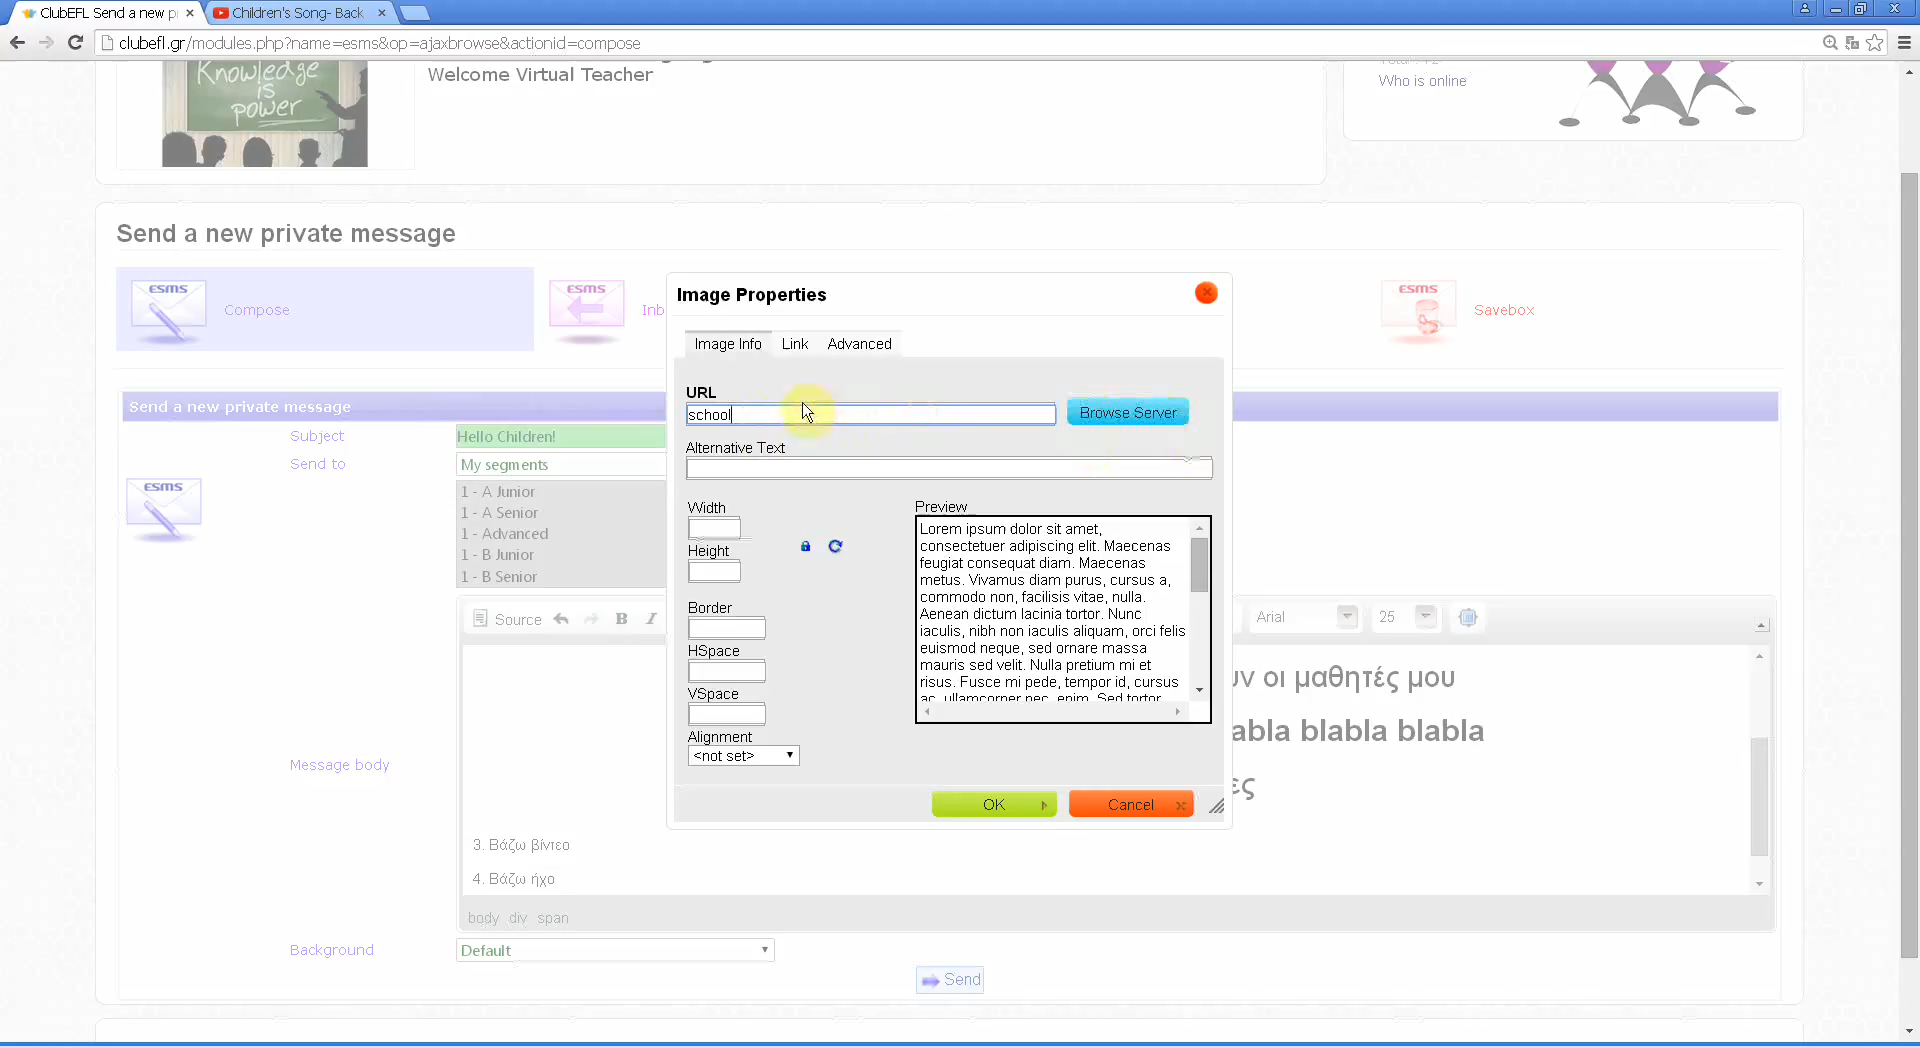 ClubEFL Send a new p
Children's Song- Back
clubefl.gr/modules.php?name=esms&op=ajaxbrowse&actionid=compose
Knowledge
is
power
Welcome Virtual Teacher
Who is online
Send a new private message
ESMS
Compose
ESMS
Inb
ESMS
Savebox
Image Properties
Image Info
Link
Advanced
URL
school
Browse Server
Alternative Text
Width
Height
Border
HSpace
VSpace
Alignment
<not set>
Preview
Lorem ipsum dolor sit amet,
consectetuer adipiscing elit. Maecenas
feugiat consequat diam. Maecenas
metus. Vivamus diam purus, cursus a,
commodo non, facilisis vitae, nulla.
Aenean dictum lacinia tortor. Nunc
iaculis, nibh non iaculis aliquam, orci felis
euismod neque, sed ornare massa
mauris sed velit. Nulla pretium mi et
risus. Fusce mi pede, tempor id, cursus
ac, ullamcorper nec, enim. Sed tortor
OK
Cancel
Send a new private message
Subject
Hello Children!
Send to
My segments
ESMS
1 - A Junior
1 - A Senior
1 - Advanced
1 - B Junior
1 - B Senior
Source
B
I
Arial
25
υν οι μαθητές μου
abla blabla blabla
ες
Message body
3. Βάζω βίντεο
4. Βάζω ήχο
body div span
Background
Default
Send